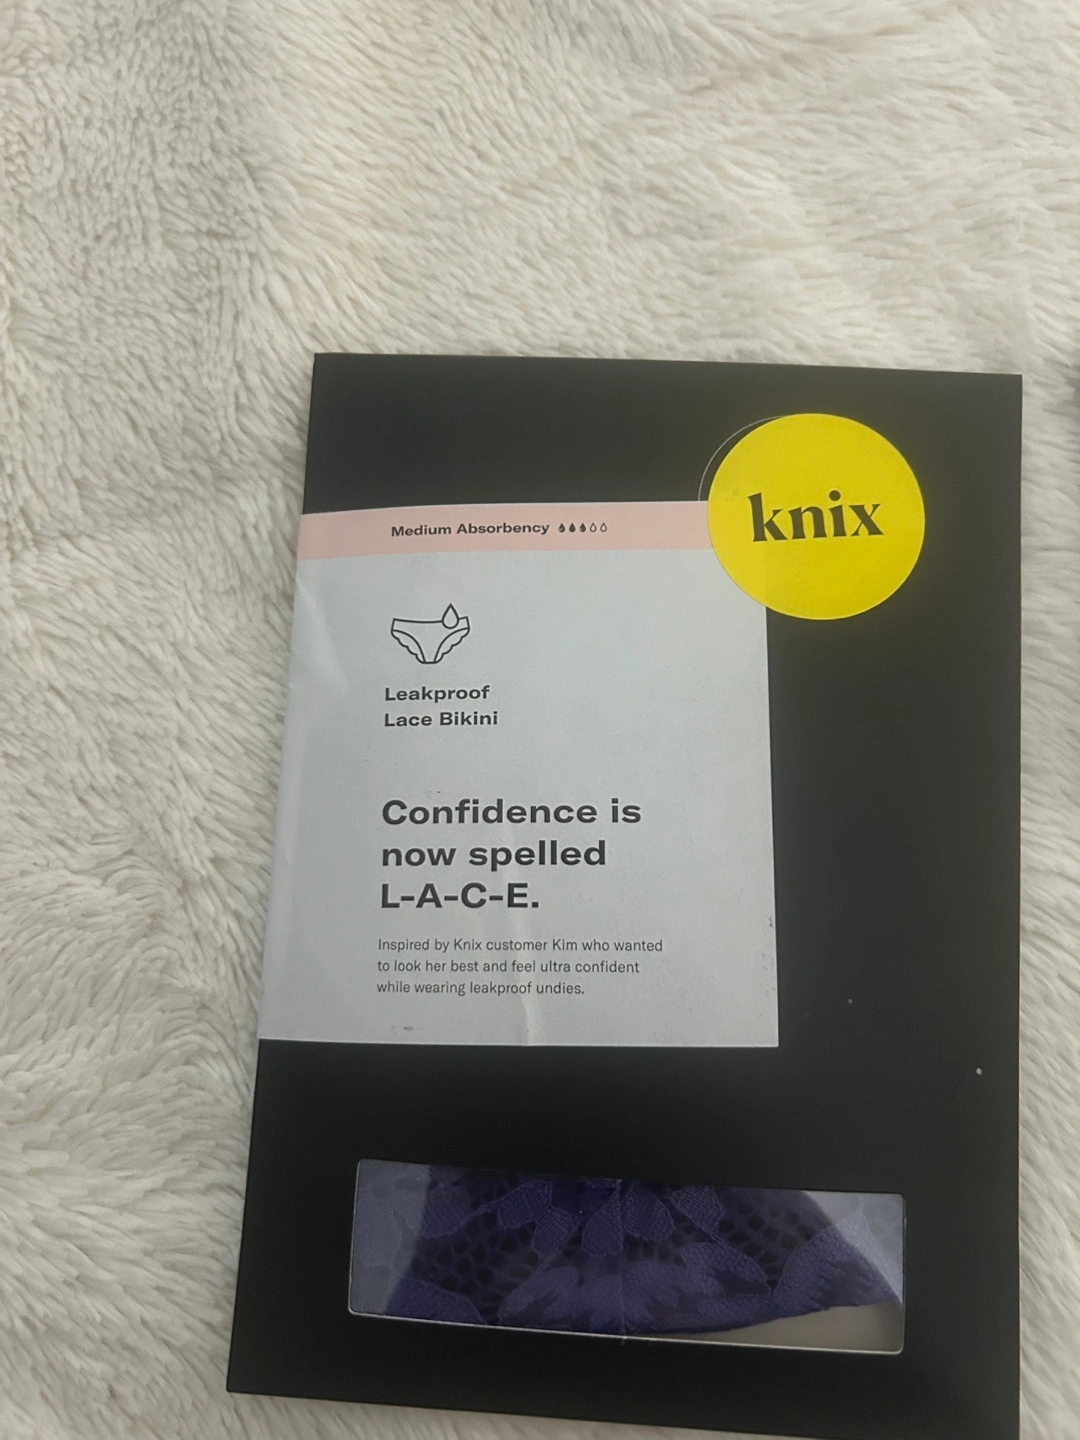 knix
Medium Absorbency
Leakproof
Lace Bikini
Confidence is
now spelled
L-A-C-E.
Inspired by Knix customer Kim who wanted
to look her best and feel ultra confident
while wearing leakproof undies.